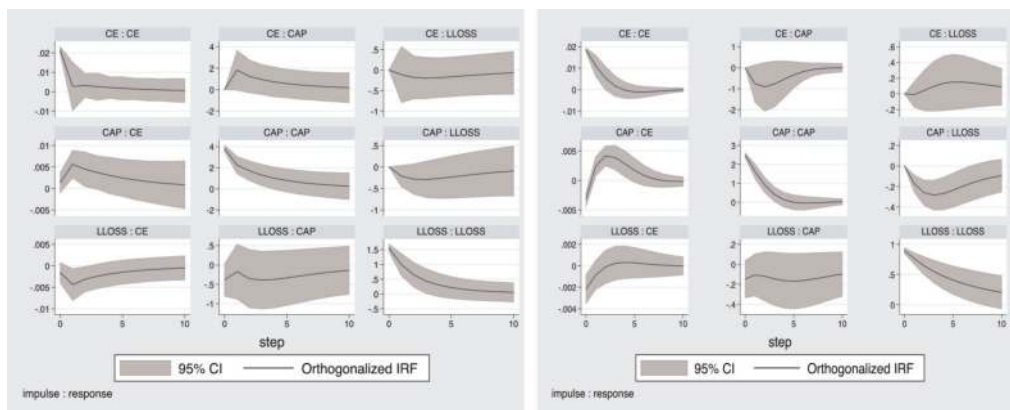 CE : CE
CE : CAP
CE : LLOSS
.02
.01
0
-.01
4
2
0
-2
.5
0
-.5
-1
CAP : CE
CAP : CAP
CAP : LLOSS
.01
.005
0
-.005
4
2
0
-2
.5
0
-.5
-1
LLOSS : CE
LLOSS : CAP
LLOSS : LLOSS
.005
0
-.005
-.01
.5
0
-.5
-1
1.5
1
.5
0
-.5
0 5 10
0 5 10
0 5 10
step
95% CI
Orthogonalized IRF
impulse : response
CE : CE
CE : CAP
CE : LLOSS
.02
.01
0
-.01
1
0
-1
-2
.6
.4
.2
0
-.2
CAP : CE
CAP : CAP
CAP : LLOSS
.005
0
-.005
3
2
1
0
.2
0
-.2
-.4
LLOSS : CE
LLOSS : CAP
LLOSS : LLOSS
.002
0
-.002
-.004
.2
0
-.2
-.4
1
.5
0
0 5 10
0 5 10
0 5 10
step
95% CI
Orthogonalized IRF
impulse : response